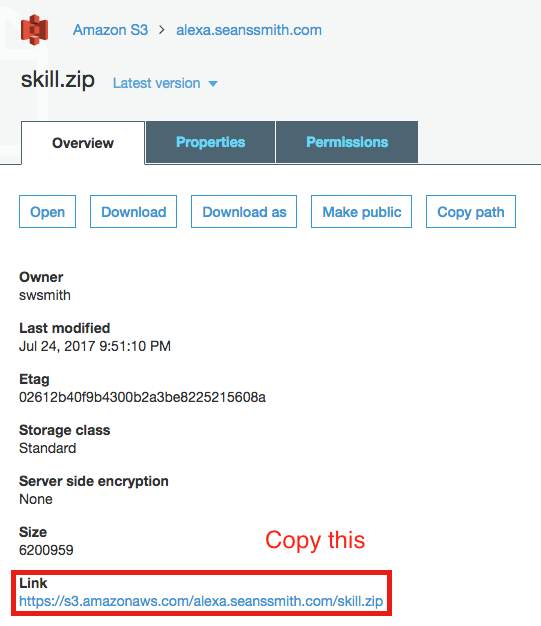 Amazon S3 > alexa.seanssmith.com
skill.zip Latest version
Overview Properties Permissions
Open Download Download as Make public Copy path
Owner
swsmith
Last modified
Jul 24, 2017 9:51:10 PM
Etag
02612b40f9b4300b2a3be8225215608a
Storage class
Standard
Server side encryption
None
Size
6200959
Copy this
Link
https://s3.amazonaws.com/alexa.seanssmith.com/skill.zip